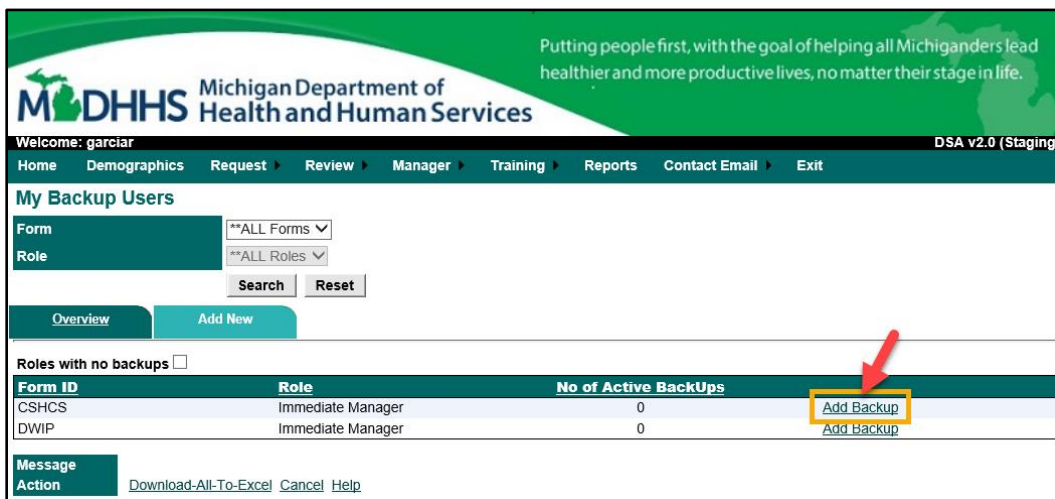 Putting people first, with the goal of helping all Michiganders lead
healthier and more productive lives, no matter their stage in life.
MDHHS Michigan Department of
Health and Human Services
Welcome: garciar DSA v2.0 (Staging
Home Demographics Request Review Manager Training Reports Contact Email Exit
My Backup Users
Form **ALL Forms
Role **ALL Roles
Search Reset
Overview Add New
Roles with no backups
Form ID Role No of Active BackUps
CSHCS Immediate Manager 0 Add Backup
DWIP Immediate Manager 0 Add Backup
Message
Action Download-All-To-Excel Cancel Help